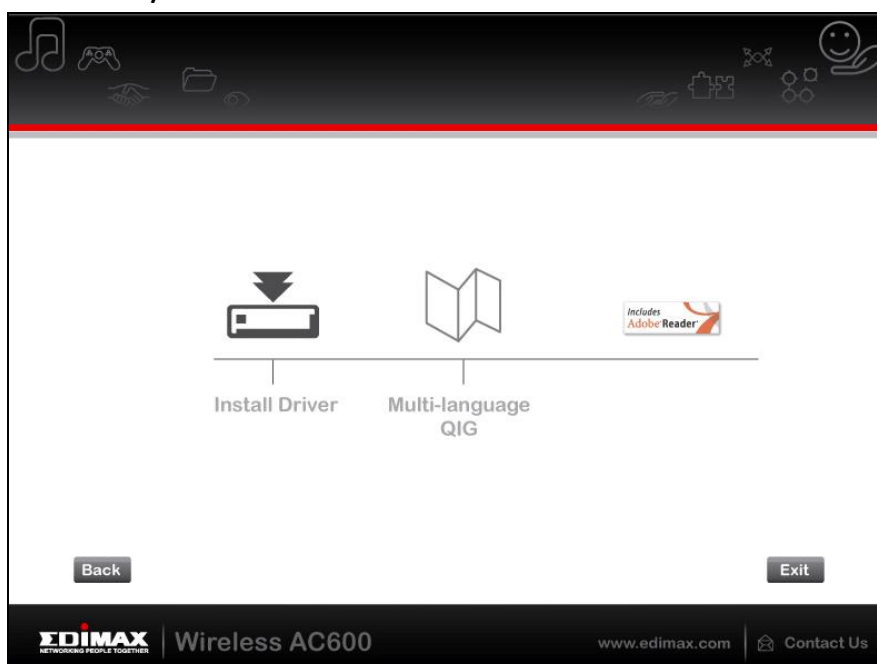 Includes
Adobe Reader
Install Driver
Multi-language
QIG
Back
Exit
EDIMAX
NETWORKING PEOPLE TOGETHER
Wireless AC600
www.edimax.com
Contact Us